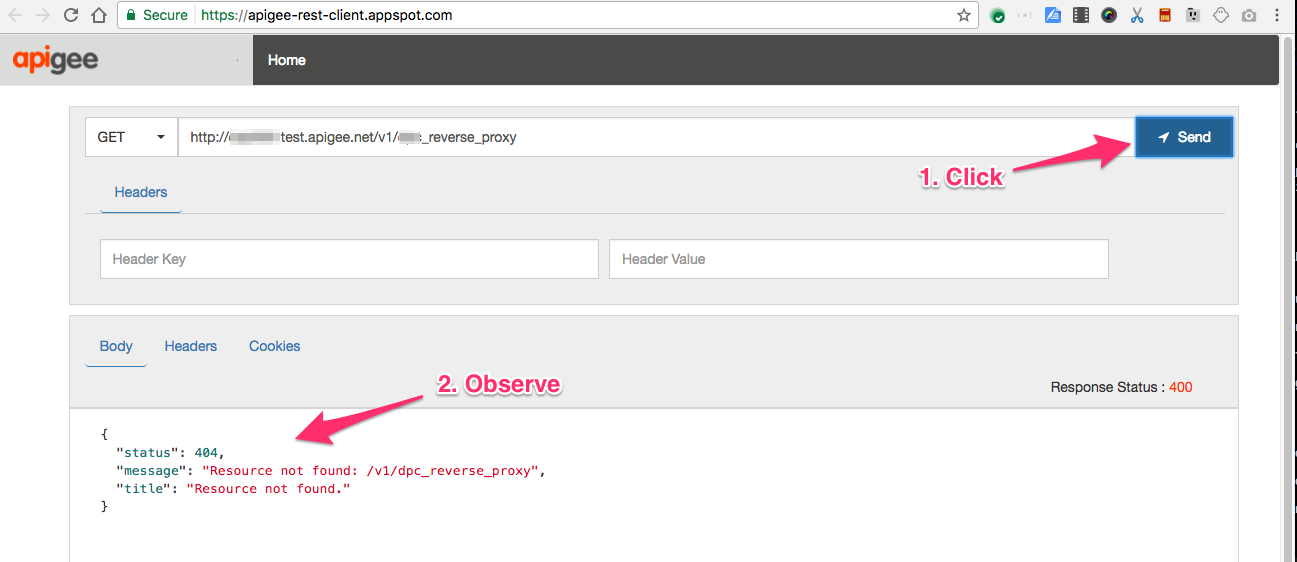 Secure https://apigee-rest-client.appspot.com
apigee Home
GET http:// test.apigee.net/v1/ _reverse_proxy Send
1. Click
Headers
Header Key Header Value
Body Headers Cookies
2. Observe
Response Status : 400
{
"status": 404,
"message": "Resource not found: /v1/dpc_reverse_proxy",
"title": "Resource not found."
}